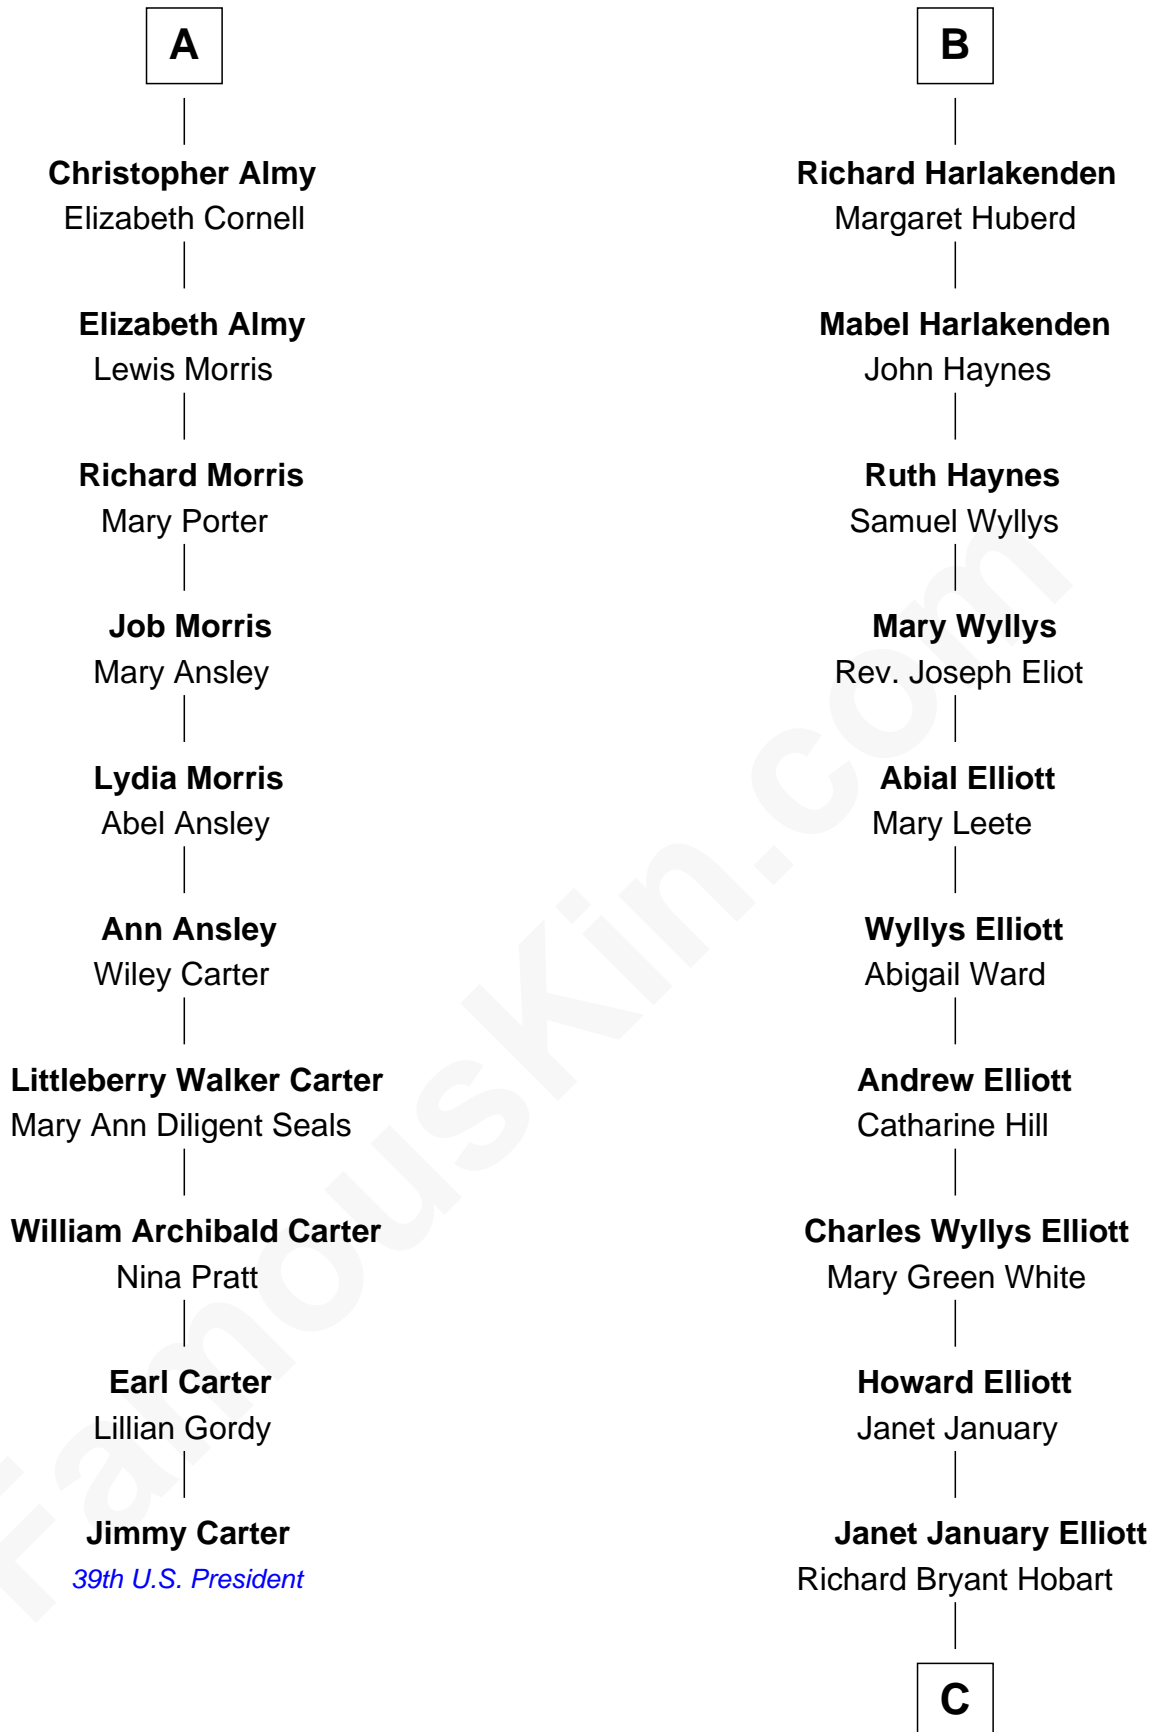 A
Christopher Almy
Elizabeth Cornell
Elizabeth Almy
Lewis Morris
Richard Morris
Mary Porter
Job Morris
Mary Ansley
Lydia Morris
Abel Ansley
Ann Ansley
Wiley Carter
Littleberry Walker Carter
Mary Ann Diligent Seals
William Archibald Carter
Nina Pratt
Earl Carter
Lillian Gordy
Jimmy Carter
39th U.S. President
B
Richard Harlakenden
Margaret Huberd
Mabel Harlakenden
John Haynes
Ruth Haynes
Samuel Wyllys
Mary Wyllys
Rev. Joseph Eliot
Abial Elliott
Mary Leete
Wyllys Elliott
Abigail Ward
Andrew Elliott
Catharine Hill
Charles Wyllys Elliott
Mary Green White
Howard Elliott
Janet January
Janet January Elliott
Richard Bryant Hobart
C
FamousKin.com